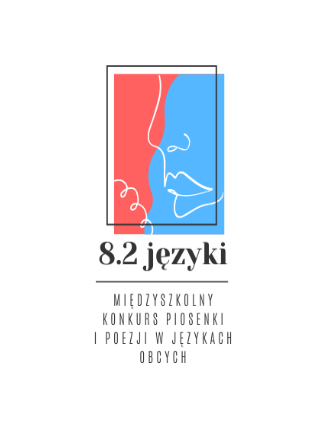 8.2 języki
MIĘDZYSZKOLNY
KONKURS PIOSENKI
I POEZJI W JĘZYKACH
OBCYCH